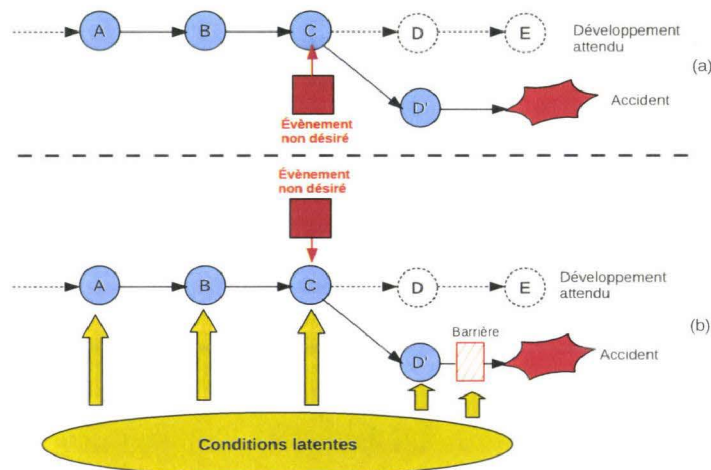 A
B
C
D
E
Développement
attendu
(a)
D'
Accident
Évènement
non désiré
Évènement
non désiré
A
B
C
D
E
Développement
attendu
(b)
Barrière
D'
Accident
Conditions latentes